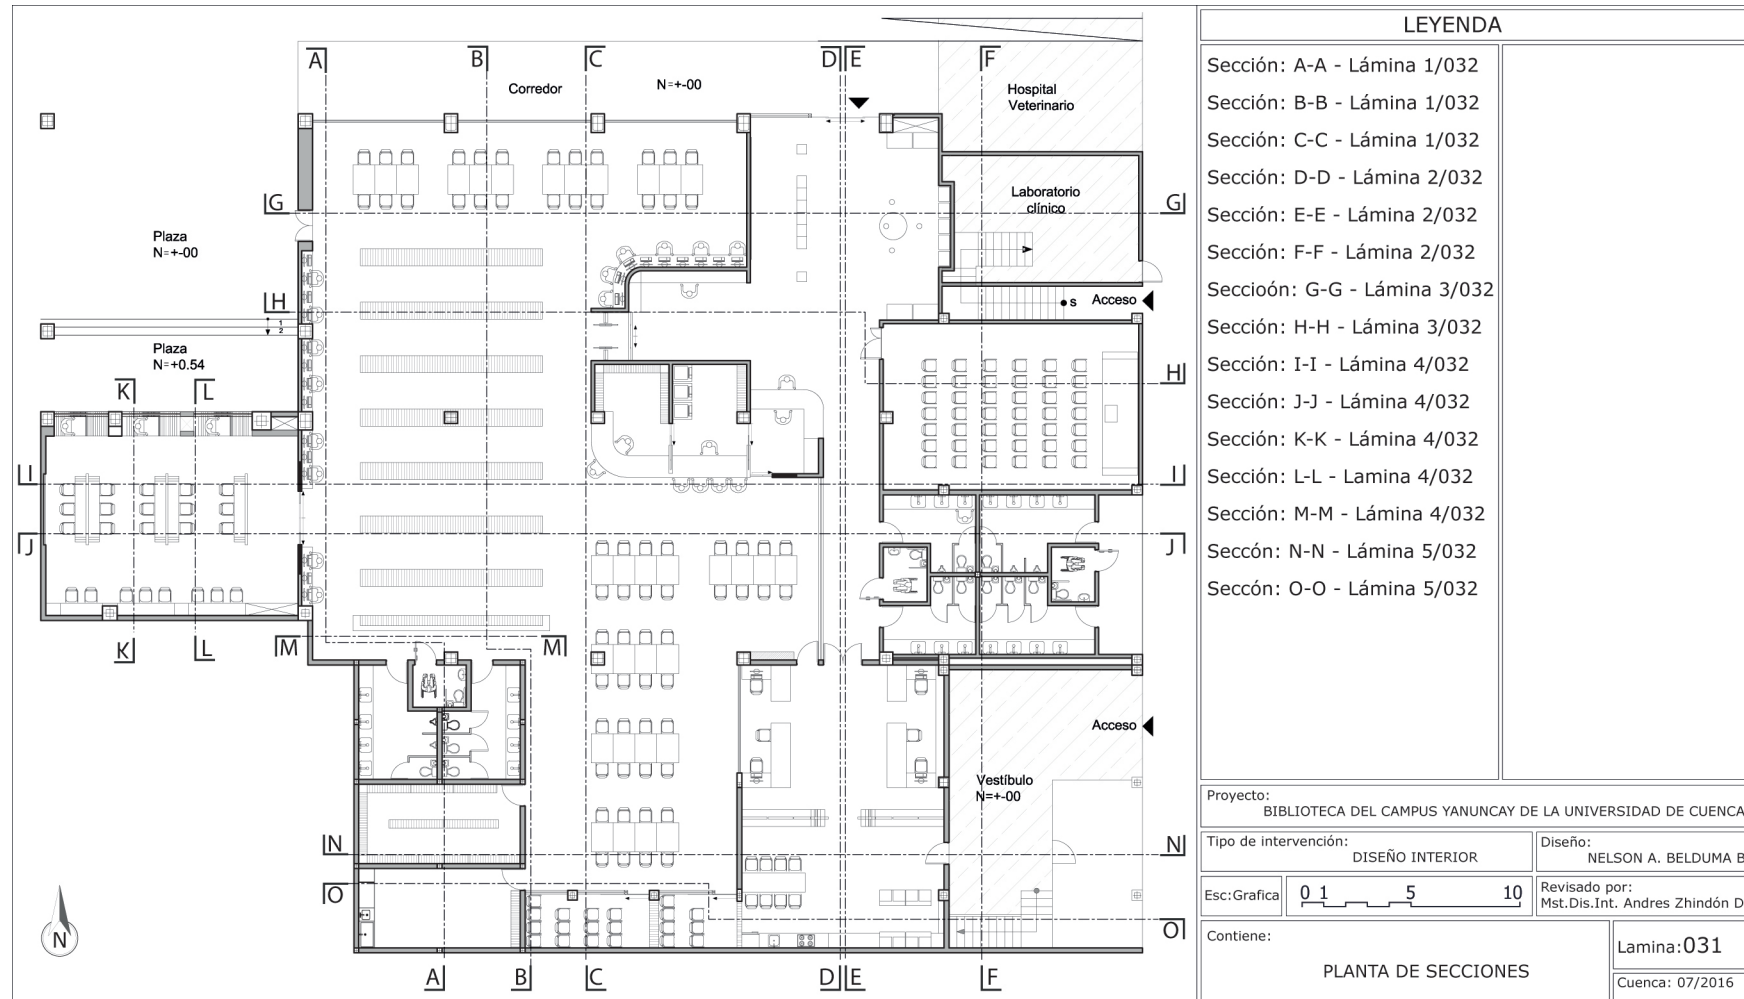 A
B
C
D
E
F
Corredor
N=+-00
Hospital
Veterinario
G
Laboratorio
clínico
G
Plaza
N=+-00
H
S
Acceso
1
2
Plaza
N=+0.54
K
L
H
I
I
J
J
K
L
M
M
Acceso
Vestíbulo
N=+-00
N
N
O
O
N
A
B
C
D
E
F
LEYENDA
Sección: A-A - Lámina 1/032
Sección: B-B - Lámina 1/032
Sección: C-C - Lámina 1/032
Sección: D-D - Lámina 2/032
Sección: E-E - Lámina 2/032
Sección: F-F - Lámina 2/032
Seccioón: G-G - Lámina 3/032
Sección: H-H - Lámina 3/032
Sección: I-I - Lámina 4/032
Sección: J-J - Lámina 4/032
Sección: K-K - Lámina 4/032
Sección: L-L - Lamina 4/032
Sección: M-M - Lámina 4/032
Seccón: N-N - Lámina 5/032
Seccón: O-O - Lámina 5/032
Proyecto:
BIBLIOTECA DEL CAMPUS YANUNCAY DE LA UNIVERSIDAD DE CUENCA
Tipo de intervención:
DISEÑO INTERIOR
Diseño:
NELSON A. BELDUMA B
Esc:Grafica
0 1 5 10
Revisado por:
Mst.Dis.Int. Andres Zhindón D
Contiene:
PLANTA DE SECCIONES
Lamina:031
Cuenca: 07/2016